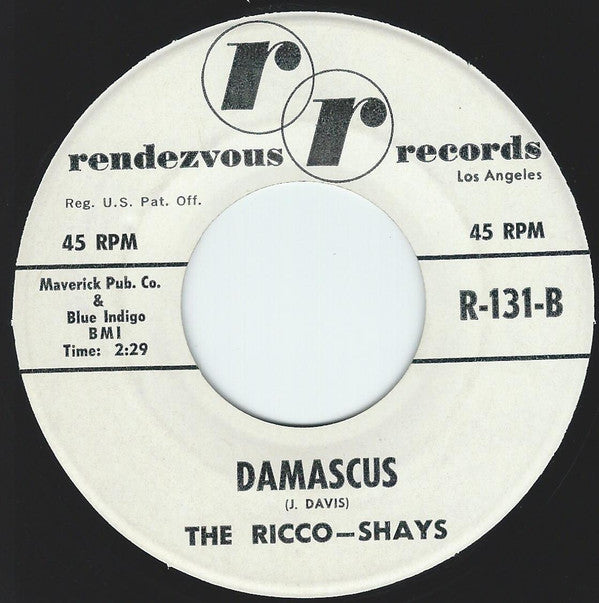 r
r
rendezvous records
Los Angeles
Reg. U.S. Pat. Off.
45 RPM
45 RPM
Maverick Pub. Co.
&
Blue Indigo
BMI
Time: 2:29
R-131-B
DAMASCUS
(J. DAVIS)
THE RICCO—SHAYS